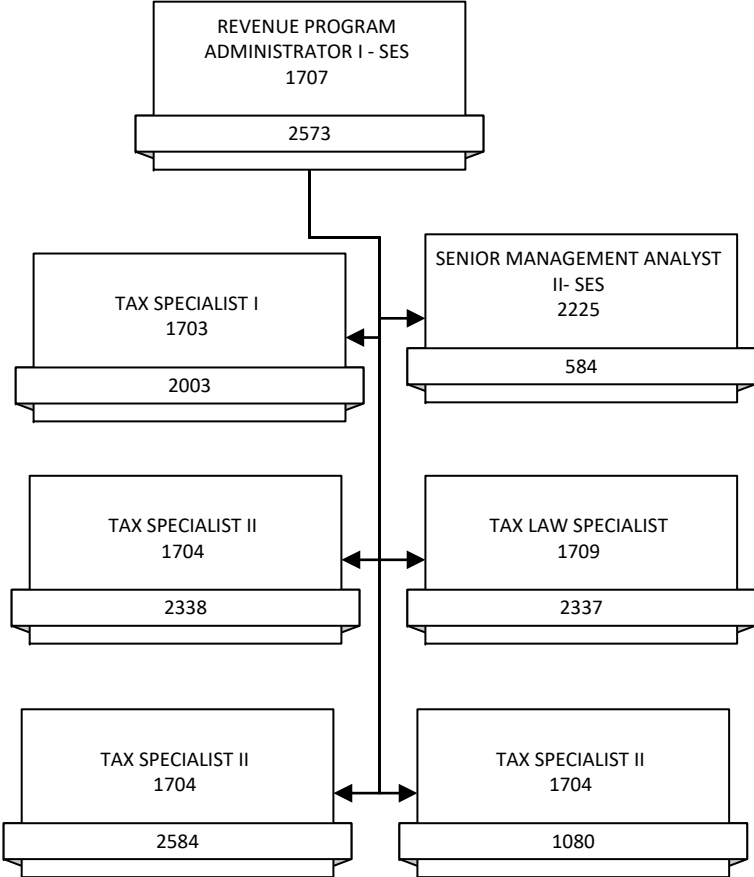 REVENUE PROGRAM
ADMINISTRATOR I - SES
1707
2573
TAX SPECIALIST I
1703
2003
SENIOR MANAGEMENT ANALYST
II- SES
2225
584
TAX SPECIALIST II
1704
2338
TAX LAW SPECIALIST
1709
2337
TAX SPECIALIST II
1704
2584
TAX SPECIALIST II
1704
1080